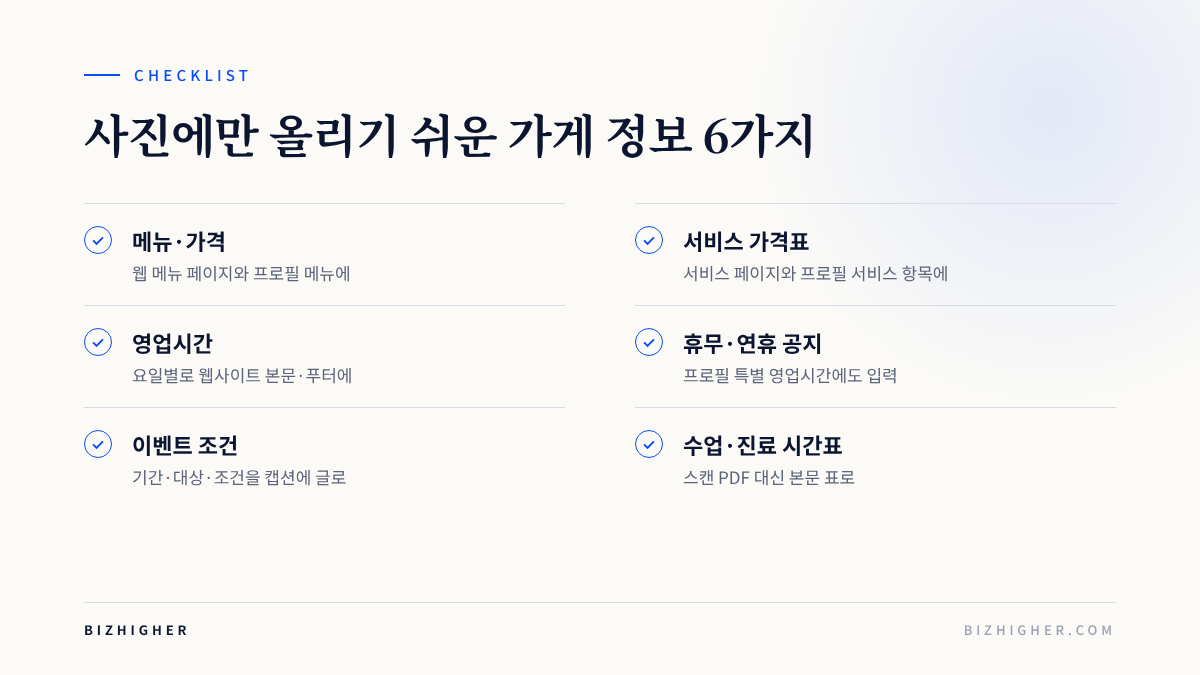 CHECKLIST
사진에만 올리기 쉬운 가게 정보 6가지
메뉴·가격
웹 메뉴 페이지와 프로필 메뉴에
서비스 가격표
서비스 페이지와 프로필 서비스 항목에
영업시간
요일별로 웹사이트 본문·푸터에
휴무·연휴 공지
프로필 특별 영업시간에도 입력
이벤트 조건
기간·대상·조건을 캡션에 글로
수업·진료 시간표
스캔 PDF 대신 본문 표로
BIZHIGHER
BIZHIGHER.COM